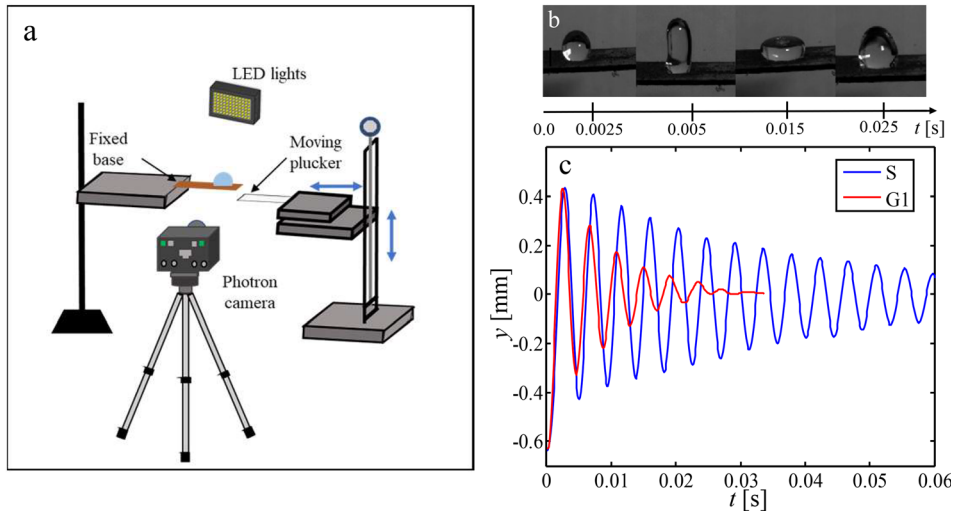 a
LED lights
Fixed
base
Moving
plucker
Photron
camera
b
0.0 0.0025 0.005 0.015 0.025 t [s]
c
S
G1
y [mm]
0.4
0.2
0
-0.2
-0.4
-0.6
0 0.01 0.02 0.03 0.04 0.05 0.06
t [s]